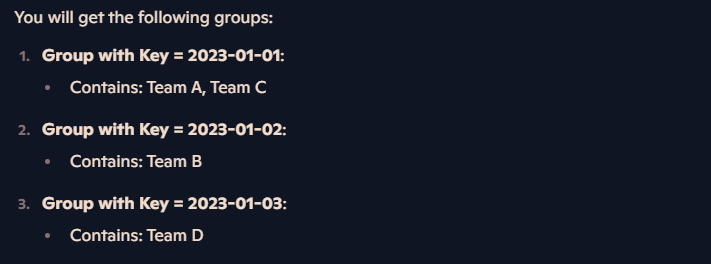 You will get the following groups:
1. Group with Key = 2023-01-01:
• Contains: Team A, Team C
2. Group with Key = 2023-01-02:
• Contains: Team B
3. Group with Key = 2023-01-03:
• Contains: Team D